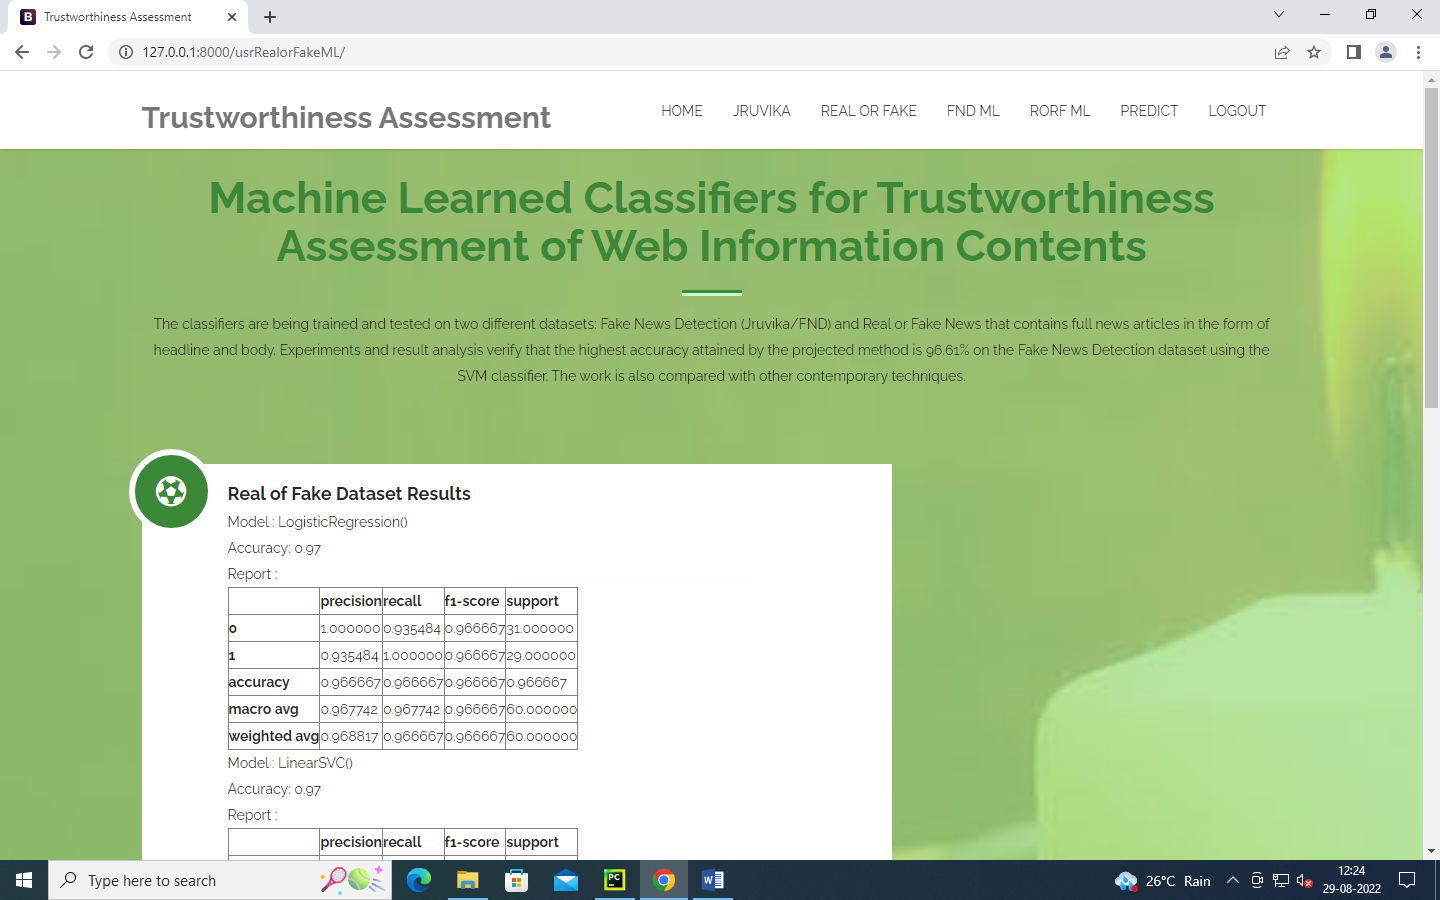 Trustworthiness Assessment
127.0.0.1:8000/usrRealorFakeML/
Trustworthiness Assessment
HOME JRUVIKA REAL OR FAKE FND ML RORF ML PREDICT LOGOUT
Machine Learned Classifiers for Trustworthiness
Assessment of Web Information Contents
The classifiers are being trained and tested on two different datasets: Fake News Detection (Jruvika/FND) and Real or Fake News that contains full news articles in the form of
headline and body. Experiments and result analysis verify that the highest accuracy attained by the projected method is 96.61% on the Fake News Detection dataset using the
SVM classifier. The work is also compared with other contemporary techniques.
Real of Fake Dataset Results
Model : LogisticRegression()
Accuracy: 0.97
Report :
precision recall f1-score support
0 1.000000 0.935484 0.966667 31.000000
1 0.935484 1.000000 0.966667 29.000000
accuracy 0.966667 0.966667 0.966667 0.966667
macro avg 0.967742 0.967742 0.966667 60.000000
weighted avg 0.968817 0.966667 0.966667 60.000000
Model : LinearSVC()
Accuracy: 0.97
Report :
precision recall f1-score support
Type here to search
26°C Rain
12:24
29-08-2022